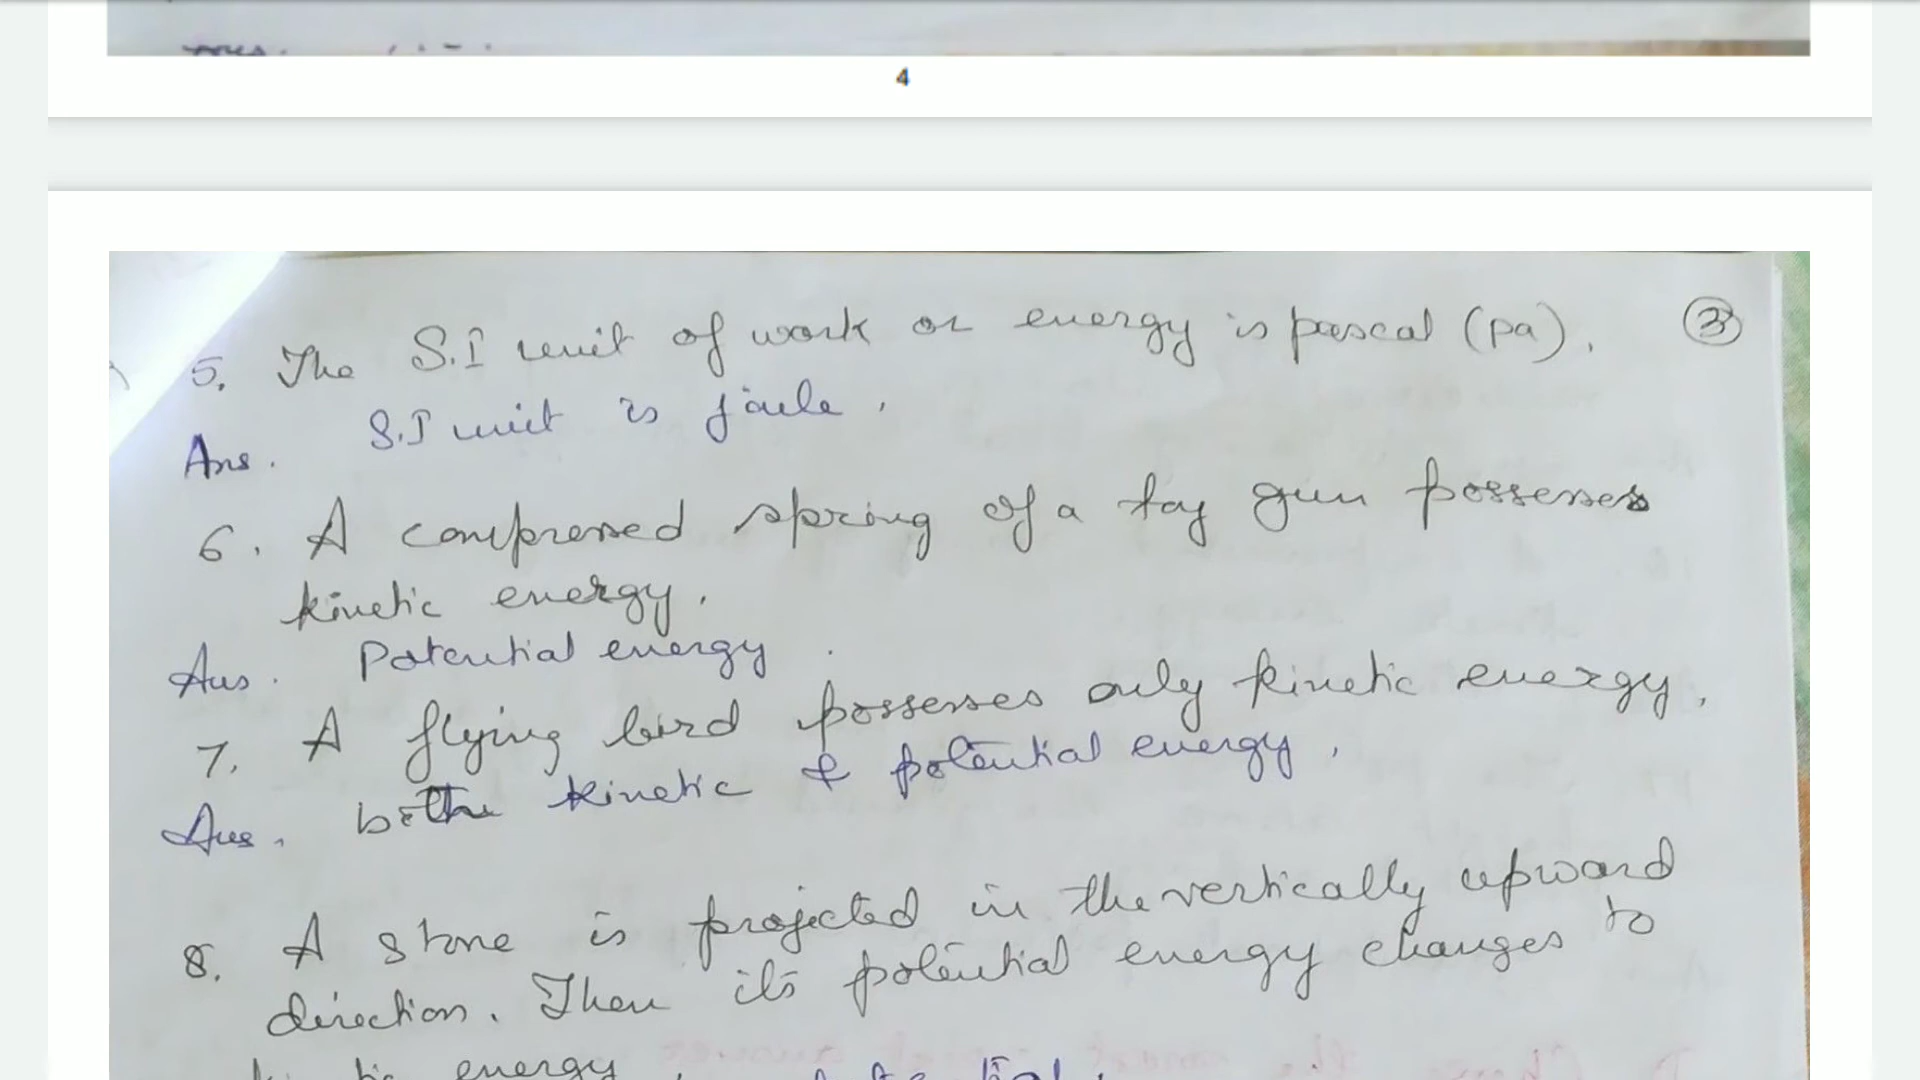 4
5. The S.I unit of work or energy is pascal (pa). 3
Ans. S.I unit is joule.
6. A compressed spring of a toy gun possesses
kinetic energy.
Ans. Potential energy.
7. A flying bird possesses only kinetic energy.
Ans. both kinetic & potential energy.
8. A stone is projected in the vertically upward
direction. Then its potential energy changes to
energy